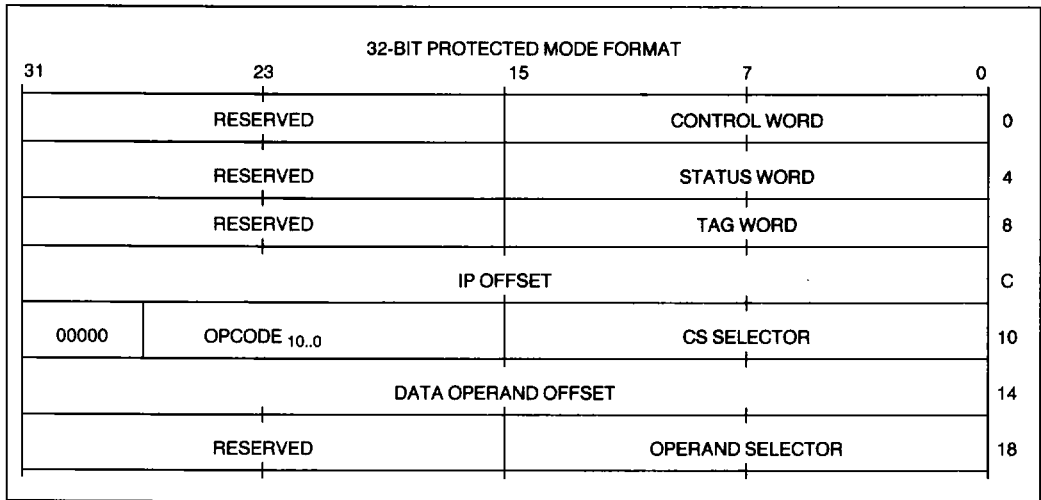 32-BIT PROTECTED MODE FORMAT
31 23 15 7 0
RESERVED CONTROL WORD 0
RESERVED STATUS WORD 4
RESERVED TAG WORD 8
IP OFFSET C
00000 OPCODE 10..0 CS SELECTOR 10
DATA OPERAND OFFSET 14
RESERVED OPERAND SELECTOR 18